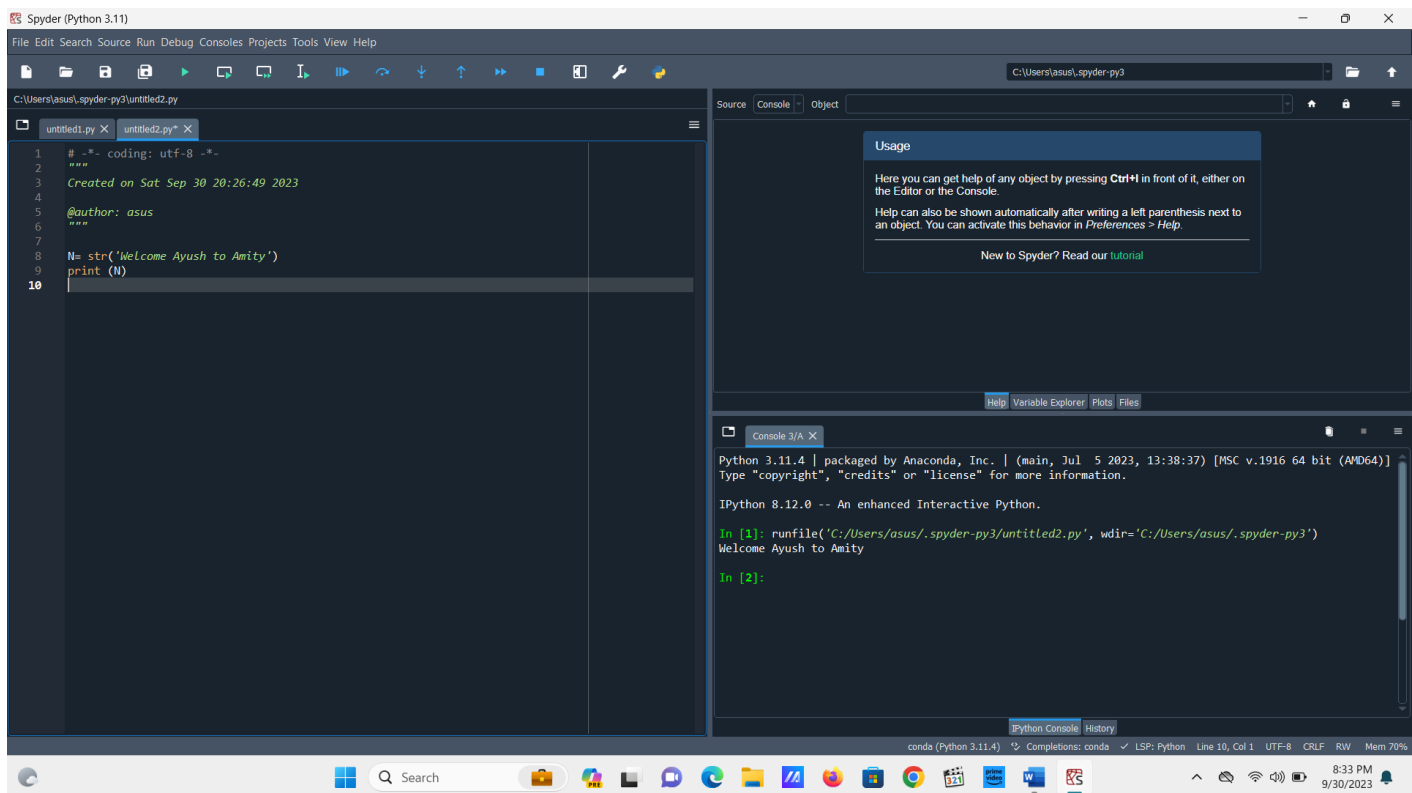 Spyder (Python 3.11)
File Edit Search Source Run Debug Consoles Projects Tools View Help
C:\Users\asus\.spyder-py3
C:\Users\asus\.spyder-py3\untitled2.py
untitled1.py
untitled2.py*
1 # -*- coding: utf-8 -*-
2 """
3 Created on Sat Sep 30 20:26:49 2023
4
5 @author: asus
6 """
7
8 N= str('Welcome Ayush to Amity')
9 print (N)
10
Source Console Object
Usage
Here you can get help of any object by pressing Ctrl+I in front of it, either on
the Editor or the Console.
Help can also be shown automatically after writing a left parenthesis next to
an object. You can activate this behavior in Preferences > Help.
New to Spyder? Read our tutorial
Help Variable Explorer Plots Files
Console 3/A
Python 3.11.4 | packaged by Anaconda, Inc. | (main, Jul  5 2023, 13:38:37) [MSC v.1916 64 bit (AMD64)]
Type "copyright", "credits" or "license" for more information.
IPython 8.12.0 -- An enhanced Interactive Python.
In [1]: runfile('C:/Users/asus/.spyder-py3/untitled2.py', wdir='C:/Users/asus/.spyder-py3')
Welcome Ayush to Amity
In [2]:
IPython Console History
conda (Python 3.11.4) Completions: conda LSP: Python Line 10, Col 1 UTF-8 CRLF RW Mem 70%
Search
PRE
321
prime
video
W
8:33 PM
9/30/2023